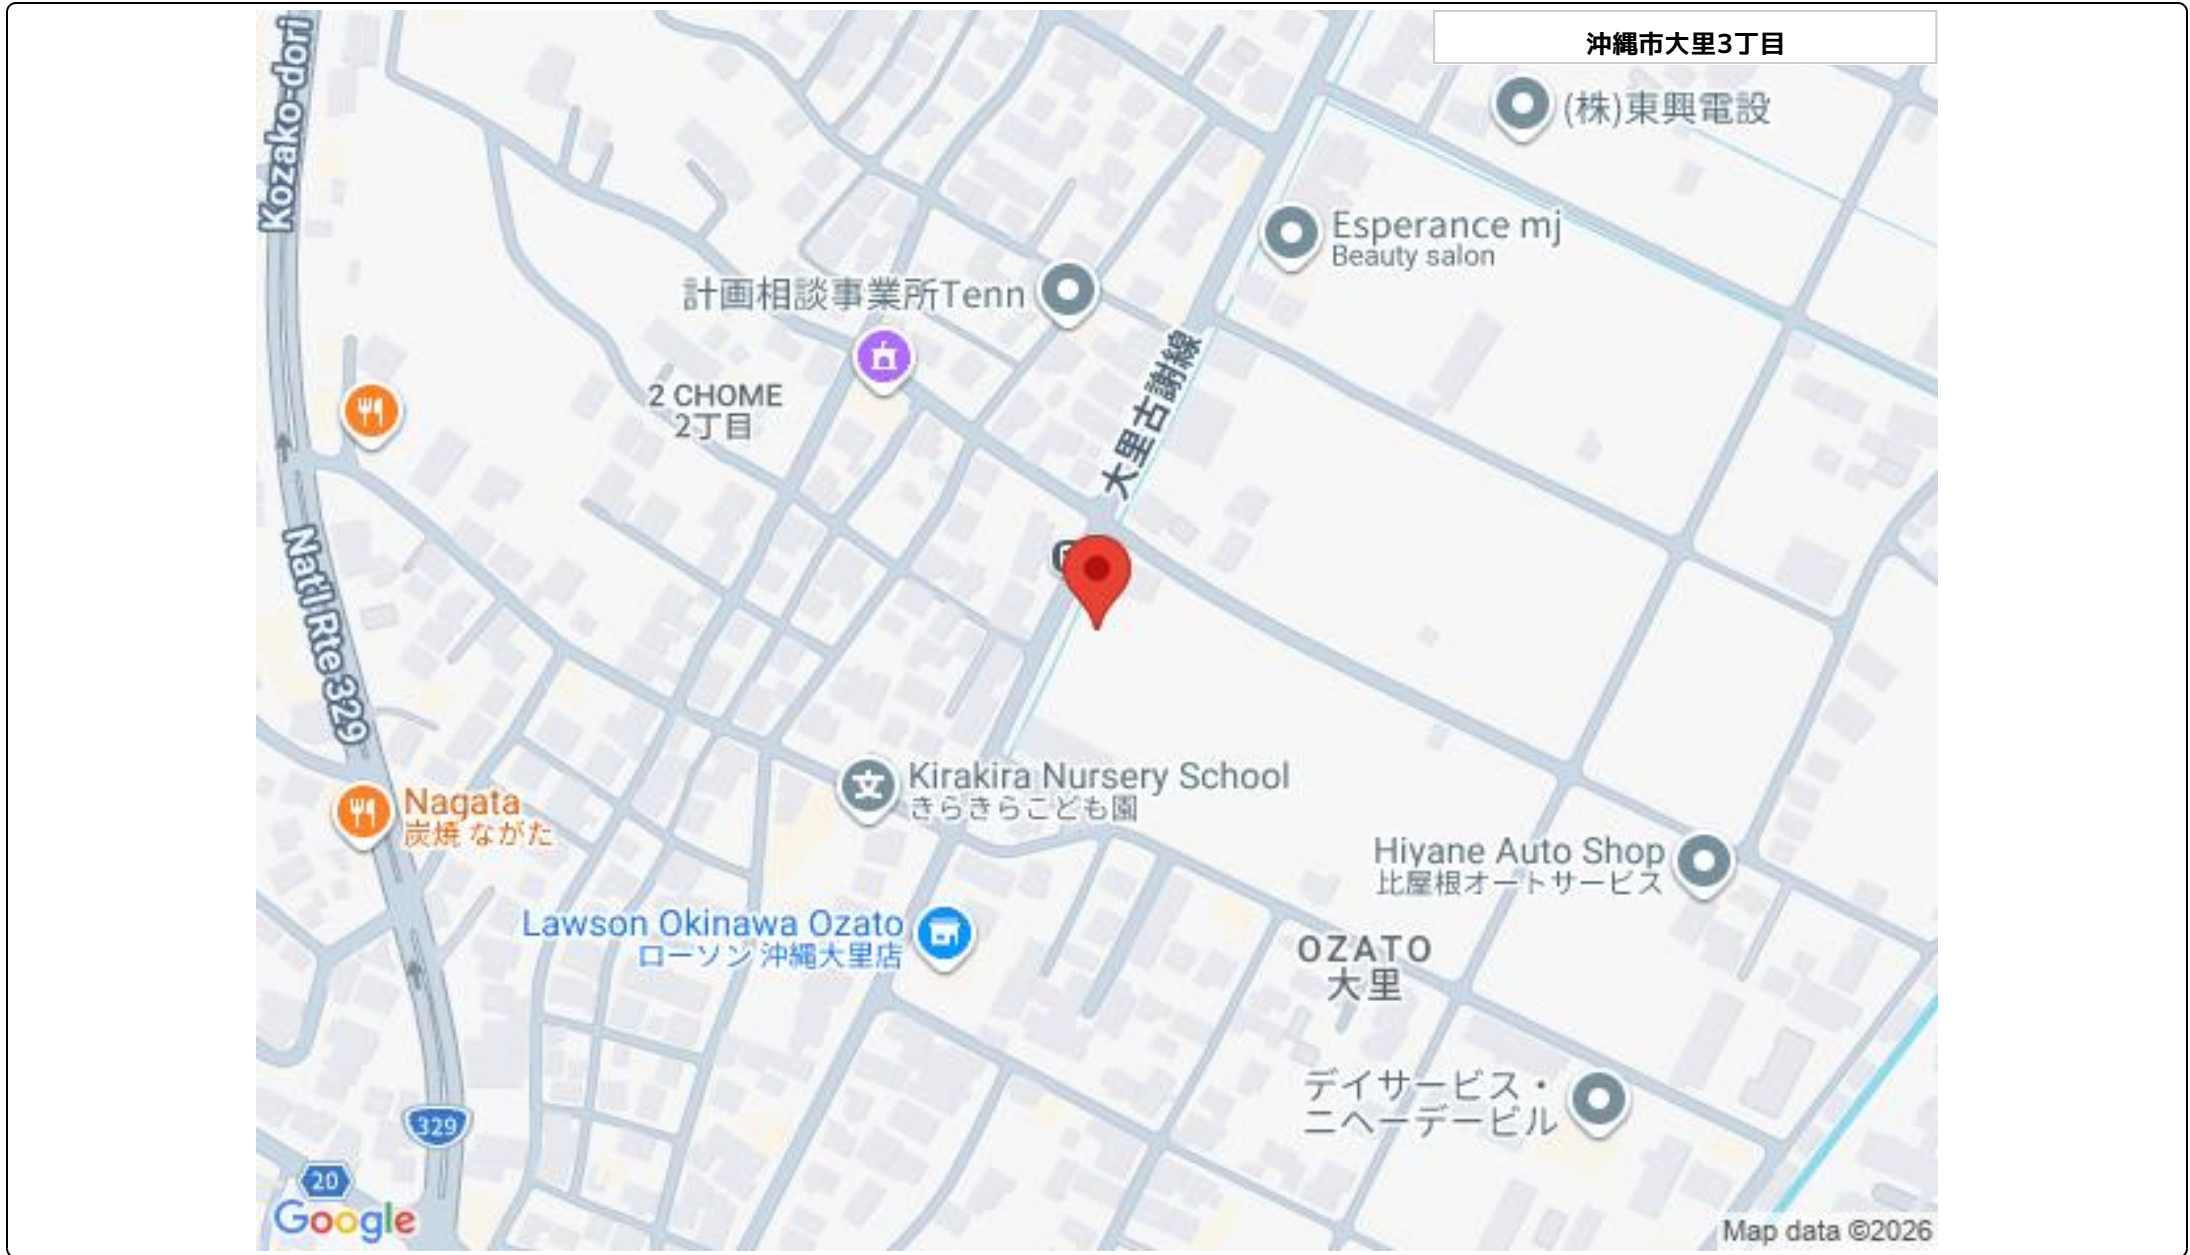 沖縄市大里3丁目
Kozako-dori
(株)東興電設
Esperance mj
Beauty salon
計画相談事業所Tenn
大里古謝線
2 CHOME
2丁目
Nat'l Rte 329
Kirakira Nursery School
きらきらこども園
Nagata
炭焼 ながた
Hiyane Auto Shop
比屋根オートサービス
Lawson Okinawa Ozato
ローソン 沖縄大里店
OZATO
大里
デイサービス・
ニヘーデービル
329
20
Google
Map data ©2026